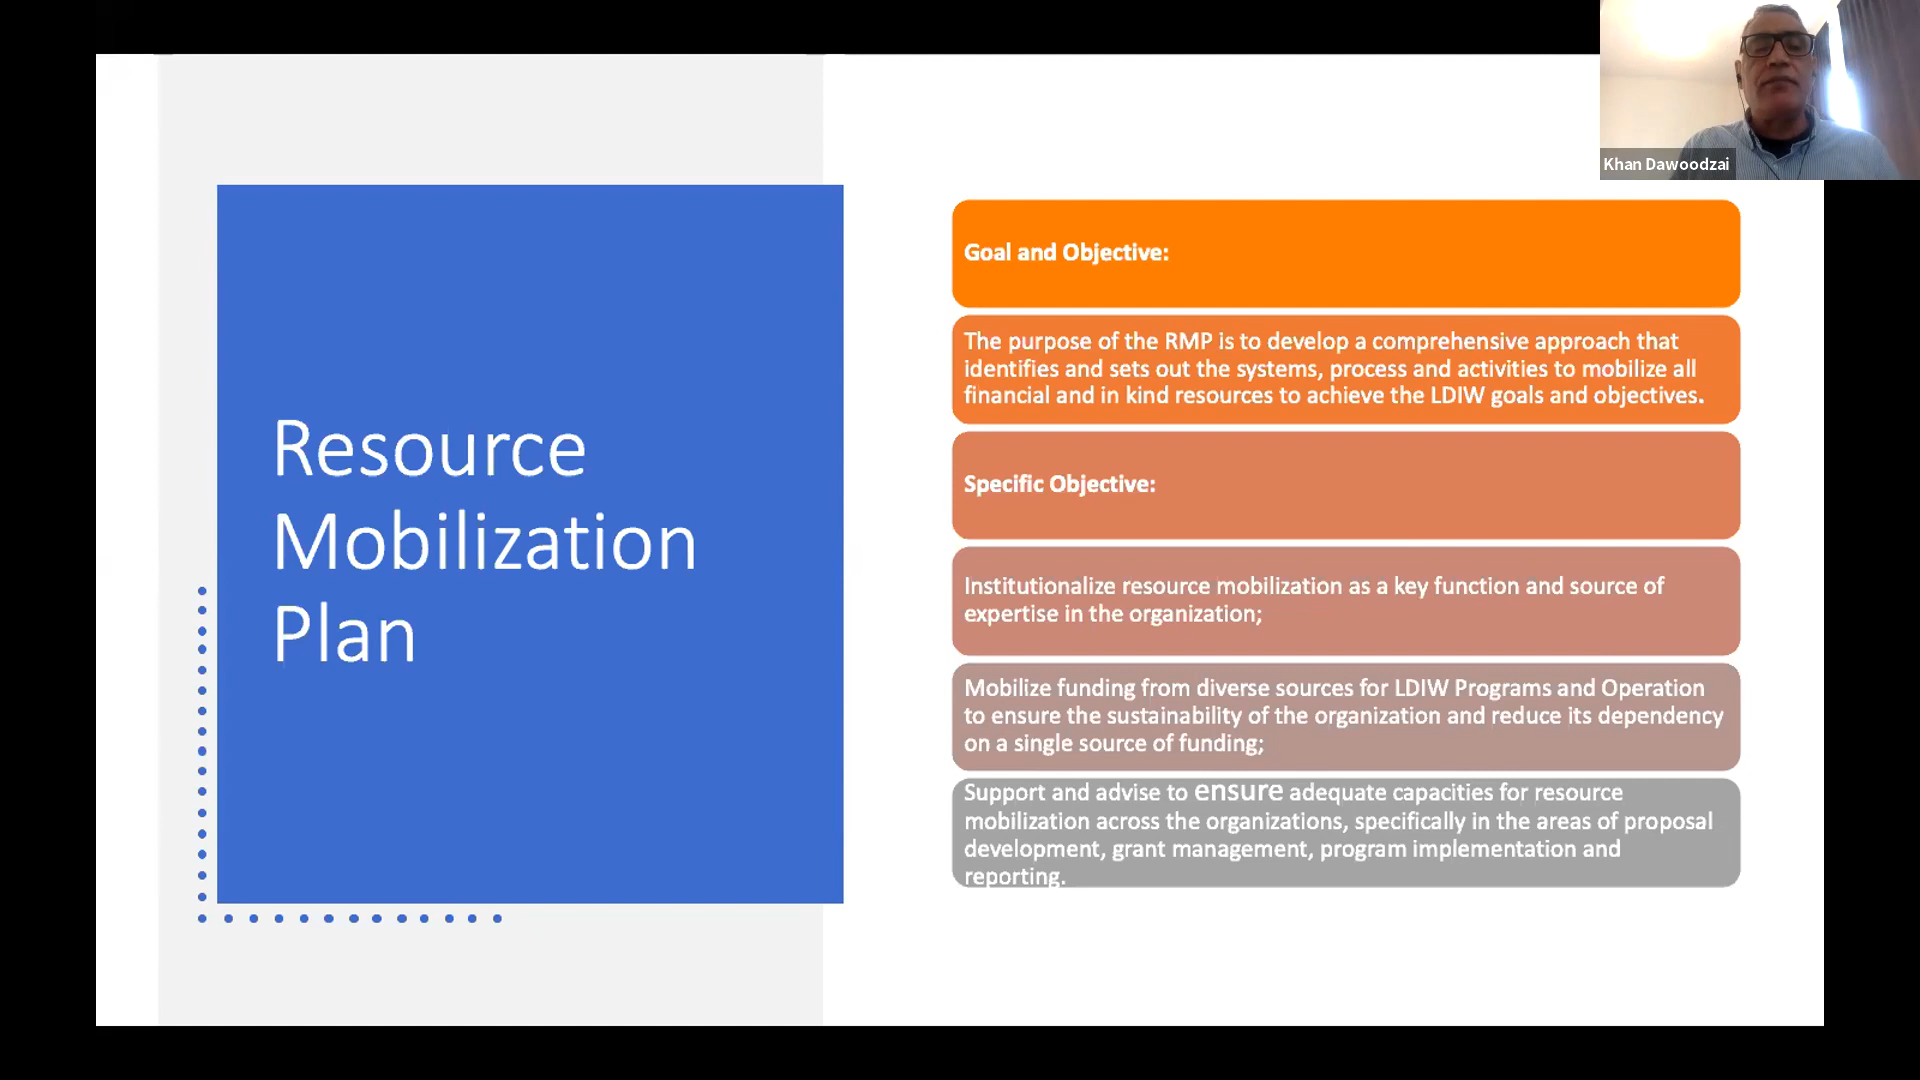 Khan Dawoodzai
Resource
Mobilization
Plan
Goal and Objective:
The purpose of the RMP is to develop a comprehensive approach that
identifies and sets out the systems, process and activities to mobilize all
financial and in kind resources to achieve the LDIW goals and objectives.
Specific Objective:
Institutionalize resource mobilization as a key function and source of
expertise in the organization;
Mobilize funding from diverse sources for LDIW Programs and Operation
to ensure the sustainability of the organization and reduce its dependency
on a single source of funding;
Support and advise to ensure adequate capacities for resource
mobilization across the organizations, specifically in the areas of proposal
development, grant management, program implementation and
reporting.